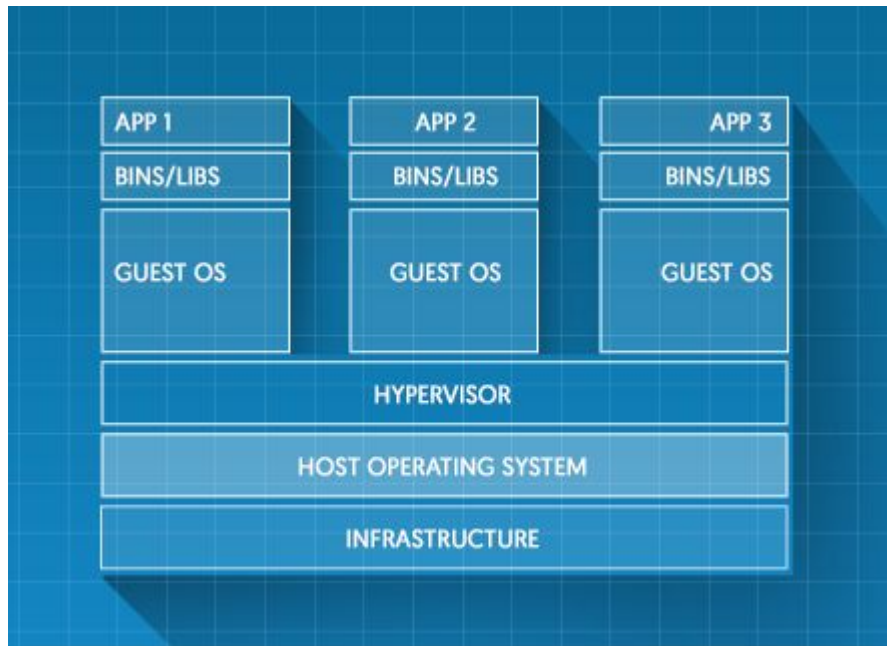 APP 1
APP 2
APP 3
BINS/LIBS
BINS/LIBS
BINS/LIBS
GUEST OS
GUEST OS
GUEST OS
HYPERVISOR
HOST OPERATING SYSTEM
INFRASTRUCTURE